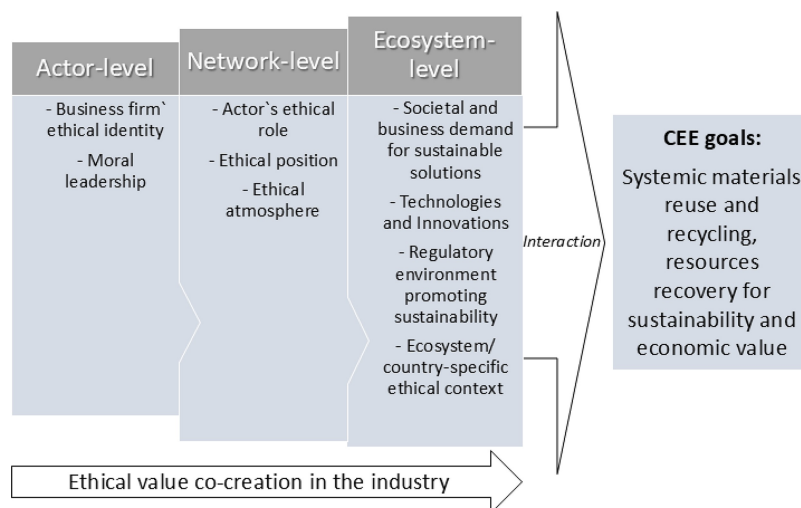 Actor-level
- Business firm`
ethical identity
- Moral
leadership
Network-level
- Actor`s ethical
role
- Ethical position
- Ethical
atmosphere
Ecosystem-
level
- Societal and
business demand
for sustainable
solutions
- Technologies
and Innovations
- Regulatory
environment
promoting
sustainability
- Ecosystem/
country-specific
ethical context
Interaction
CEE goals:
Systemic materials
reuse and
recycling,
resources
recovery for
sustainability and
economic value
Ethical value co-creation in the industry